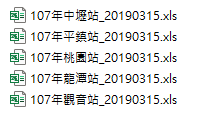 107年中壢站_20190315.xls
107年平鎮站_20190315.xls
107年桃園站_20190315.xls
107年龍潭站_20190315.xls
107年觀音站_20190315.xls